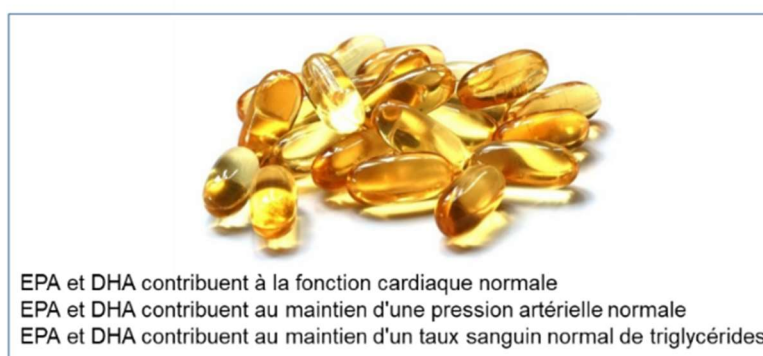 EPA et DHA contribuent à la fonction cardiaque normale
EPA et DHA contribuent au maintien d'une pression artérielle normale
EPA et DHA contribuent au maintien d'un taux sanguin normal de triglycérides